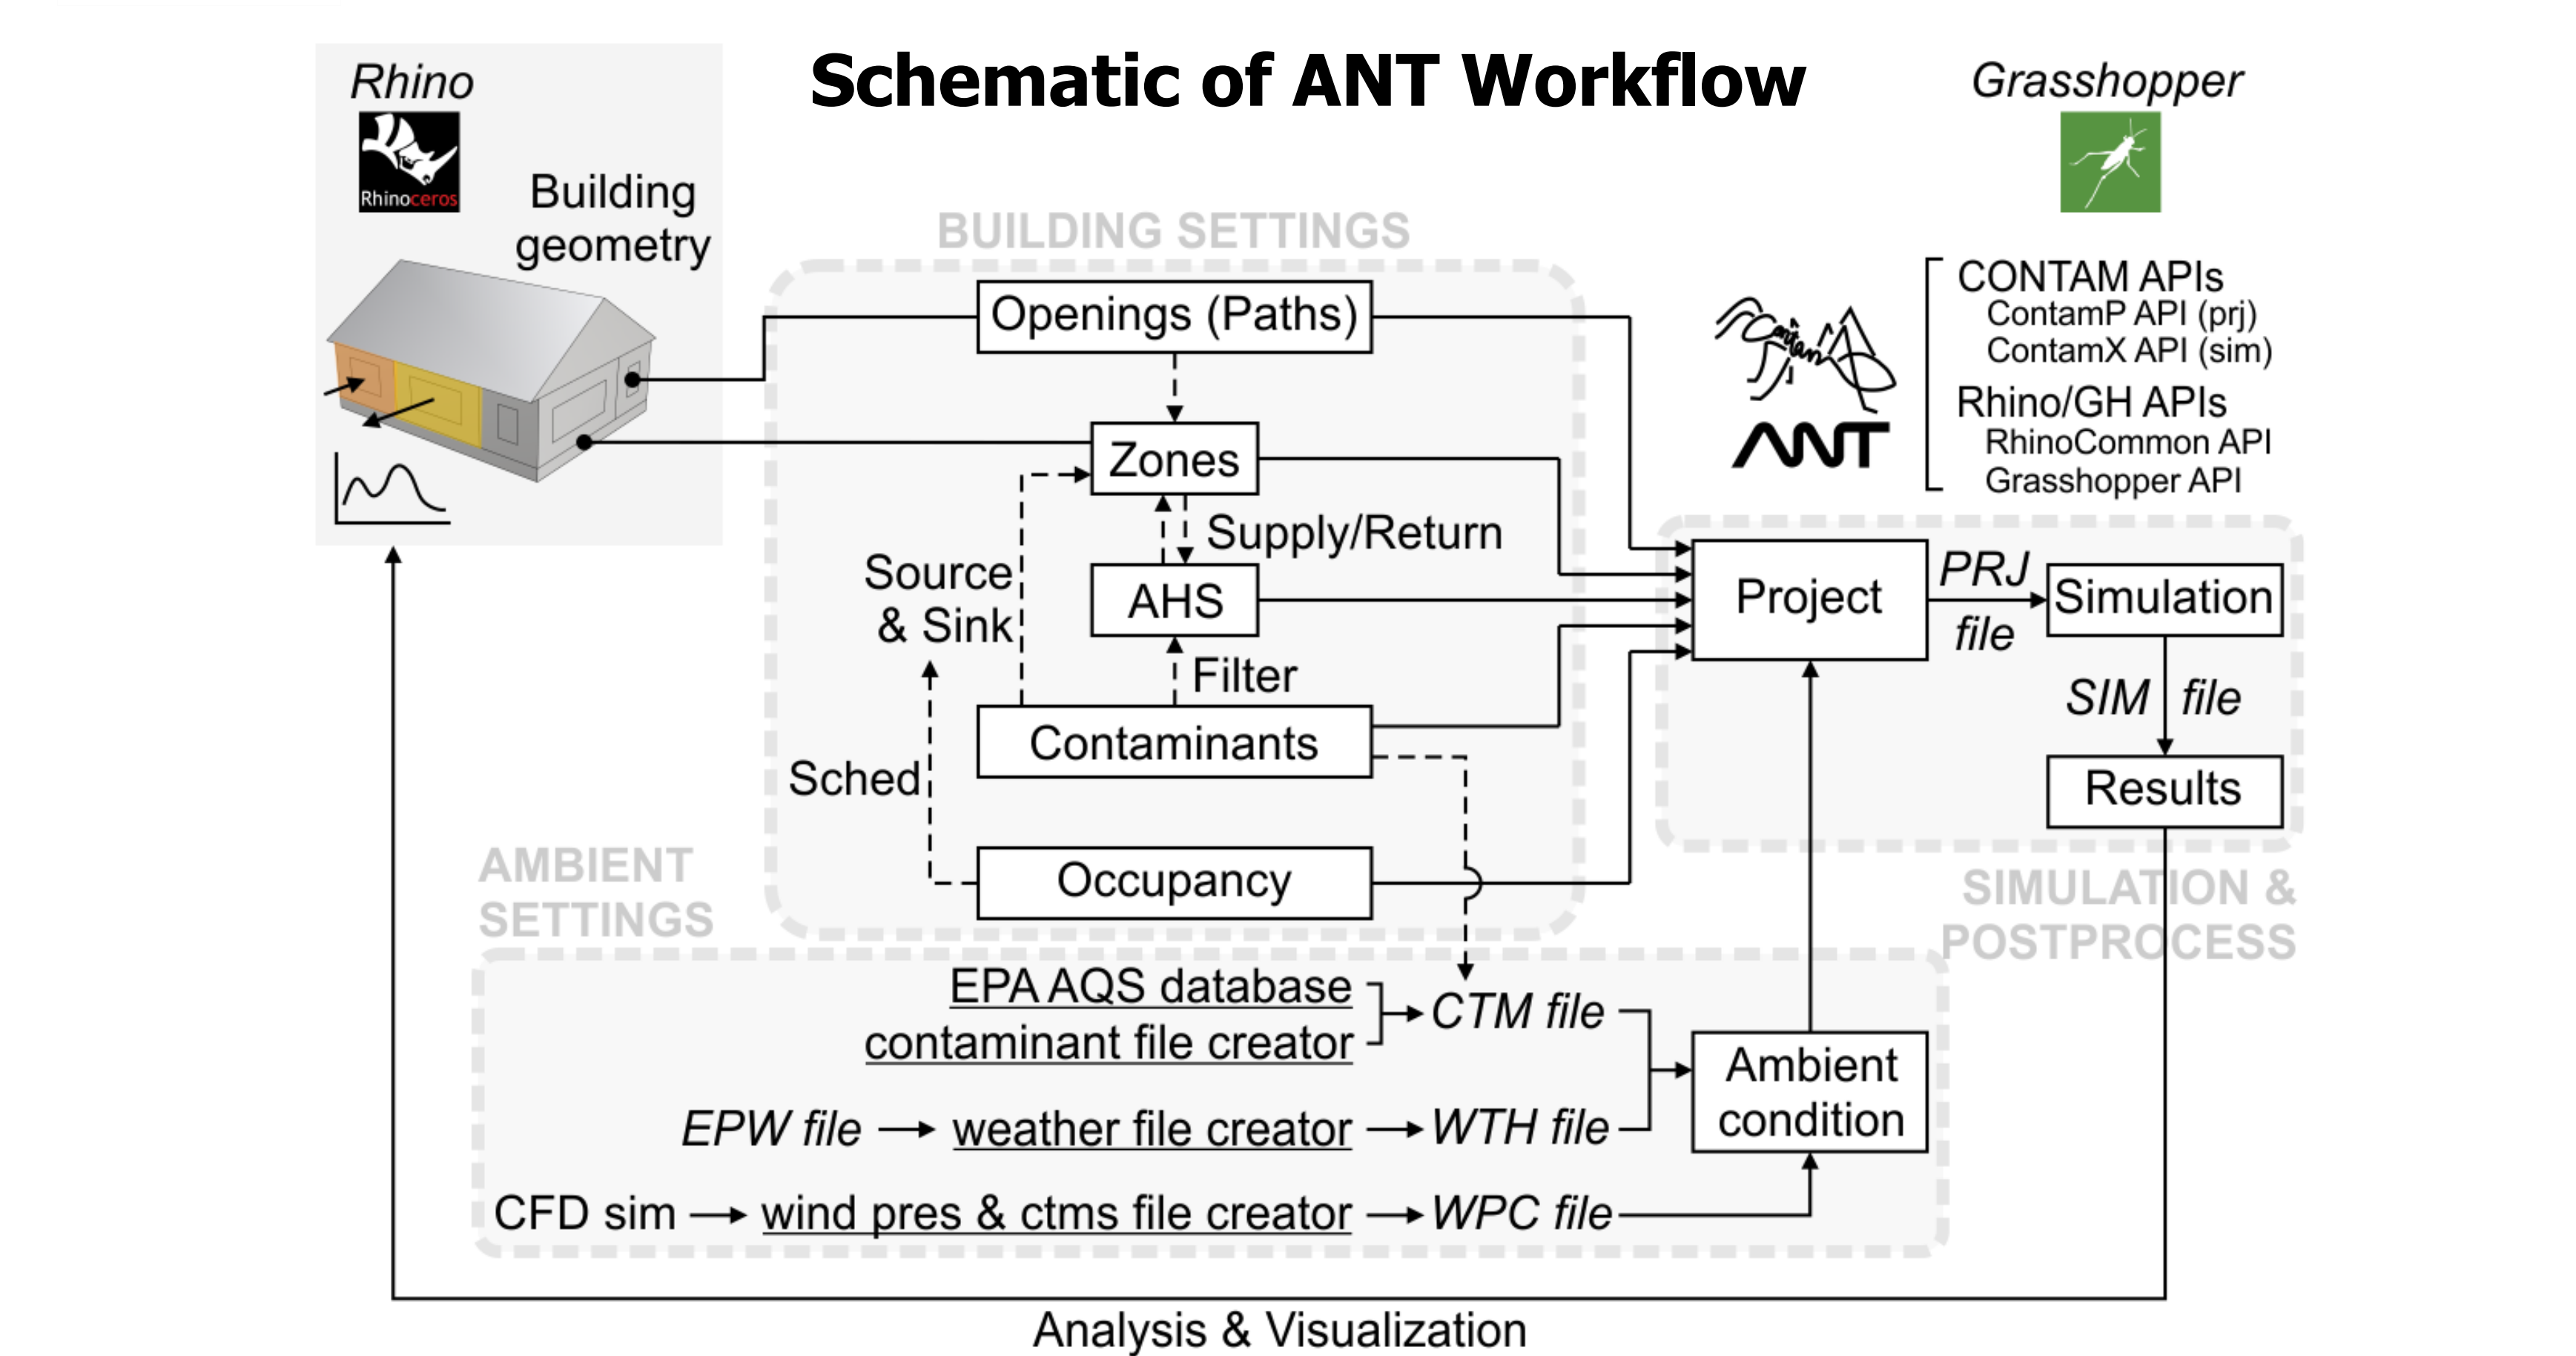 Schematic of ANT Workflow
Rhino
Rhinoceros
Building
geometry
Grasshopper
BUILDING SETTINGS
Openings (Paths)
Zones
Supply/Return
Source
& Sink
AHS
Filter
Contaminants
Sched
Occupancy
contam
ANT
CONTAM APIs
ContamP API (prj)
ContamX API (sim)
Rhino/GH APIs
RhinoCommon API
Grasshopper API
Project
PRJ
file
Simulation
SIM file
Results
SIMULATION &
POSTPROCESS
AMBIENT
SETTINGS
EPA AQS database
contaminant file creator
CTM file
EPW file
weather file creator
WTH file
CFD sim
wind pres & ctms file creator
WPC file
Ambient
condition
Analysis & Visualization